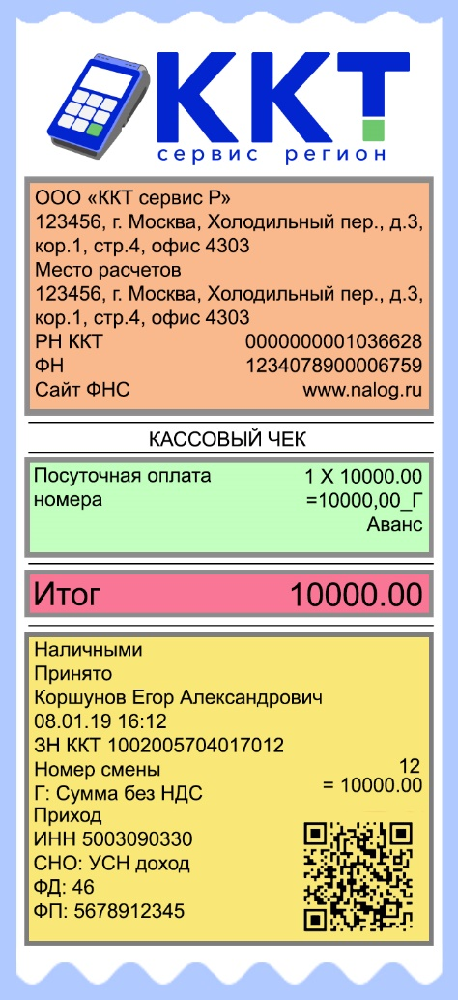 ККТ
сервис регион
ООО «ККТ сервис Р»
123456, г. Москва, Холодильный пер., д.3,
кор.1, стр.4, офис 4303
Место расчетов
123456, г. Москва, Холодильный пер., д.3,
кор.1, стр.4, офис 4303
РН ККТ 0000000001036628
ФН 1234078900006759
Сайт ФНС www.nalog.ru
КАССОВЫЙ ЧЕК
Посуточная оплата 1 X 10000.00
номера =10000,00_Г
Аванс
Итог 10000.00
Наличными
Принято
Коршунов Егор Александрович
08.01.19 16:12
ЗН ККТ 1002005704017012
Номер смены 12
Г: Сумма без НДС = 10000.00
Приход
ИНН 5003090330
СНО: УСН доход
ФД: 46
ФП: 5678912345